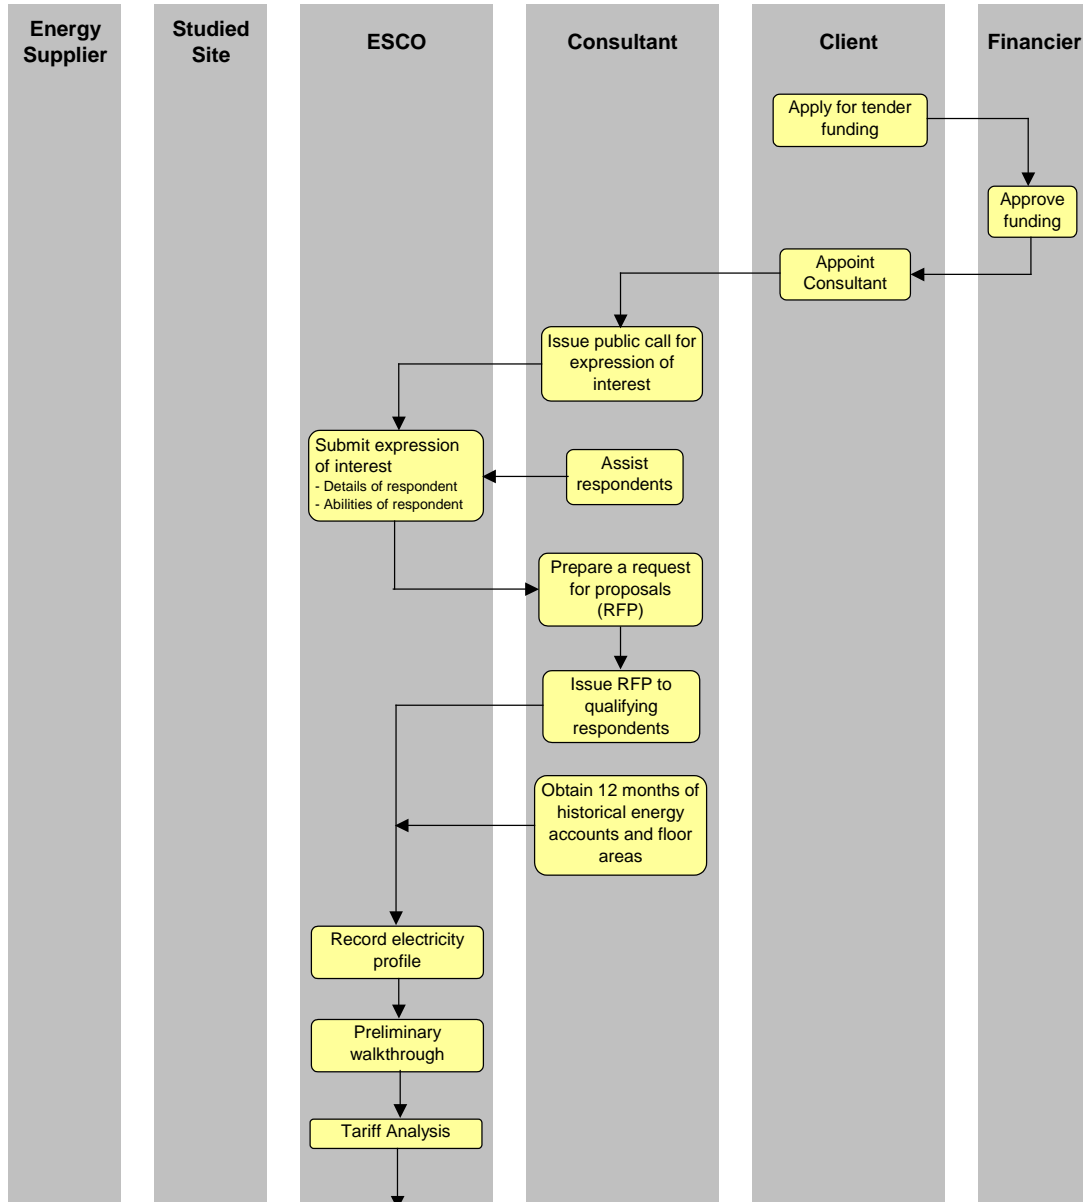 Energy
Supplier
Studied
Site
ESCO
Consultant
Client
Financier
Apply for tender
funding
Approve
funding
Appoint
Consultant
Issue public call for
expression of
interest
Submit expression
of interest
- Details of respondent
- Abilities of respondent
Assist
respondents
Prepare a request
for proposals
(RFP)
Issue RFP to
qualifying
respondents
Obtain 12 months of
historical energy
accounts and floor
areas
Record electricity
profile
Preliminary
walkthrough
Tariff Analysis